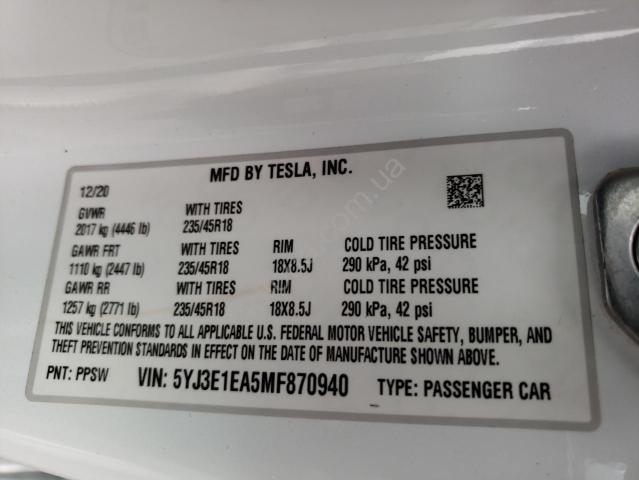 MFD BY TESLA, INC.
12/20
GVWR WITH TIRES
2017 kg (4446 lb) 235/45R18
GAWR FRT WITH TIRES RIM COLD TIRE PRESSURE
1110 kg (2447 lb) 235/45R18 18X8.5J 290 kPa, 42 psi
GAWR RR WITH TIRES RIM COLD TIRE PRESSURE
1257 kg (2771 lb) 235/45R18 18X8.5J 290 kPa, 42 psi
THIS VEHICLE CONFORMS TO ALL APPLICABLE U.S. FEDERAL MOTOR VEHICLE SAFETY, BUMPER, AND
THEFT PREVENTION STANDARDS IN EFFECT ON THE DATE OF MANUFACTURE SHOWN ABOVE.
PNT: PPSW VIN: 5YJ3E1EA5MF870940 TYPE: PASSENGER CAR